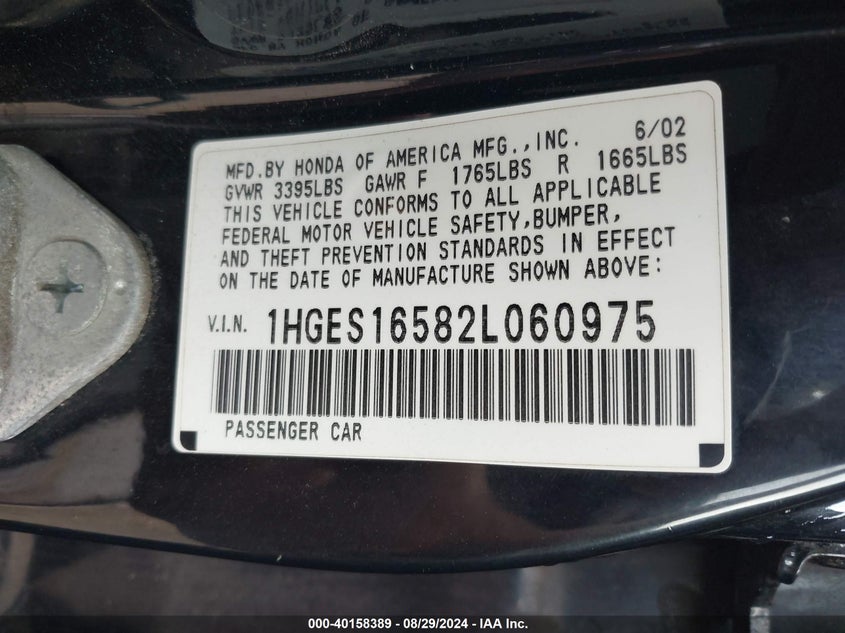 MFD.BY HONDA OF AMERICA MFG.,INC. 6/02
GVWR 3395LBS GAWR F 1765LBS R 1665LBS
THIS VEHICLE CONFORMS TO ALL APPLICABLE
FEDERAL MOTOR VEHICLE SAFETY,BUMPER,
AND THEFT PREVENTION STANDARDS IN EFFECT
ON THE DATE OF MANUFACTURE SHOWN ABOVE:
V.I.N. 1HGES16582L060975
PASSENGER CAR
000-40158389 - 08/29/2024 - IAA Inc.